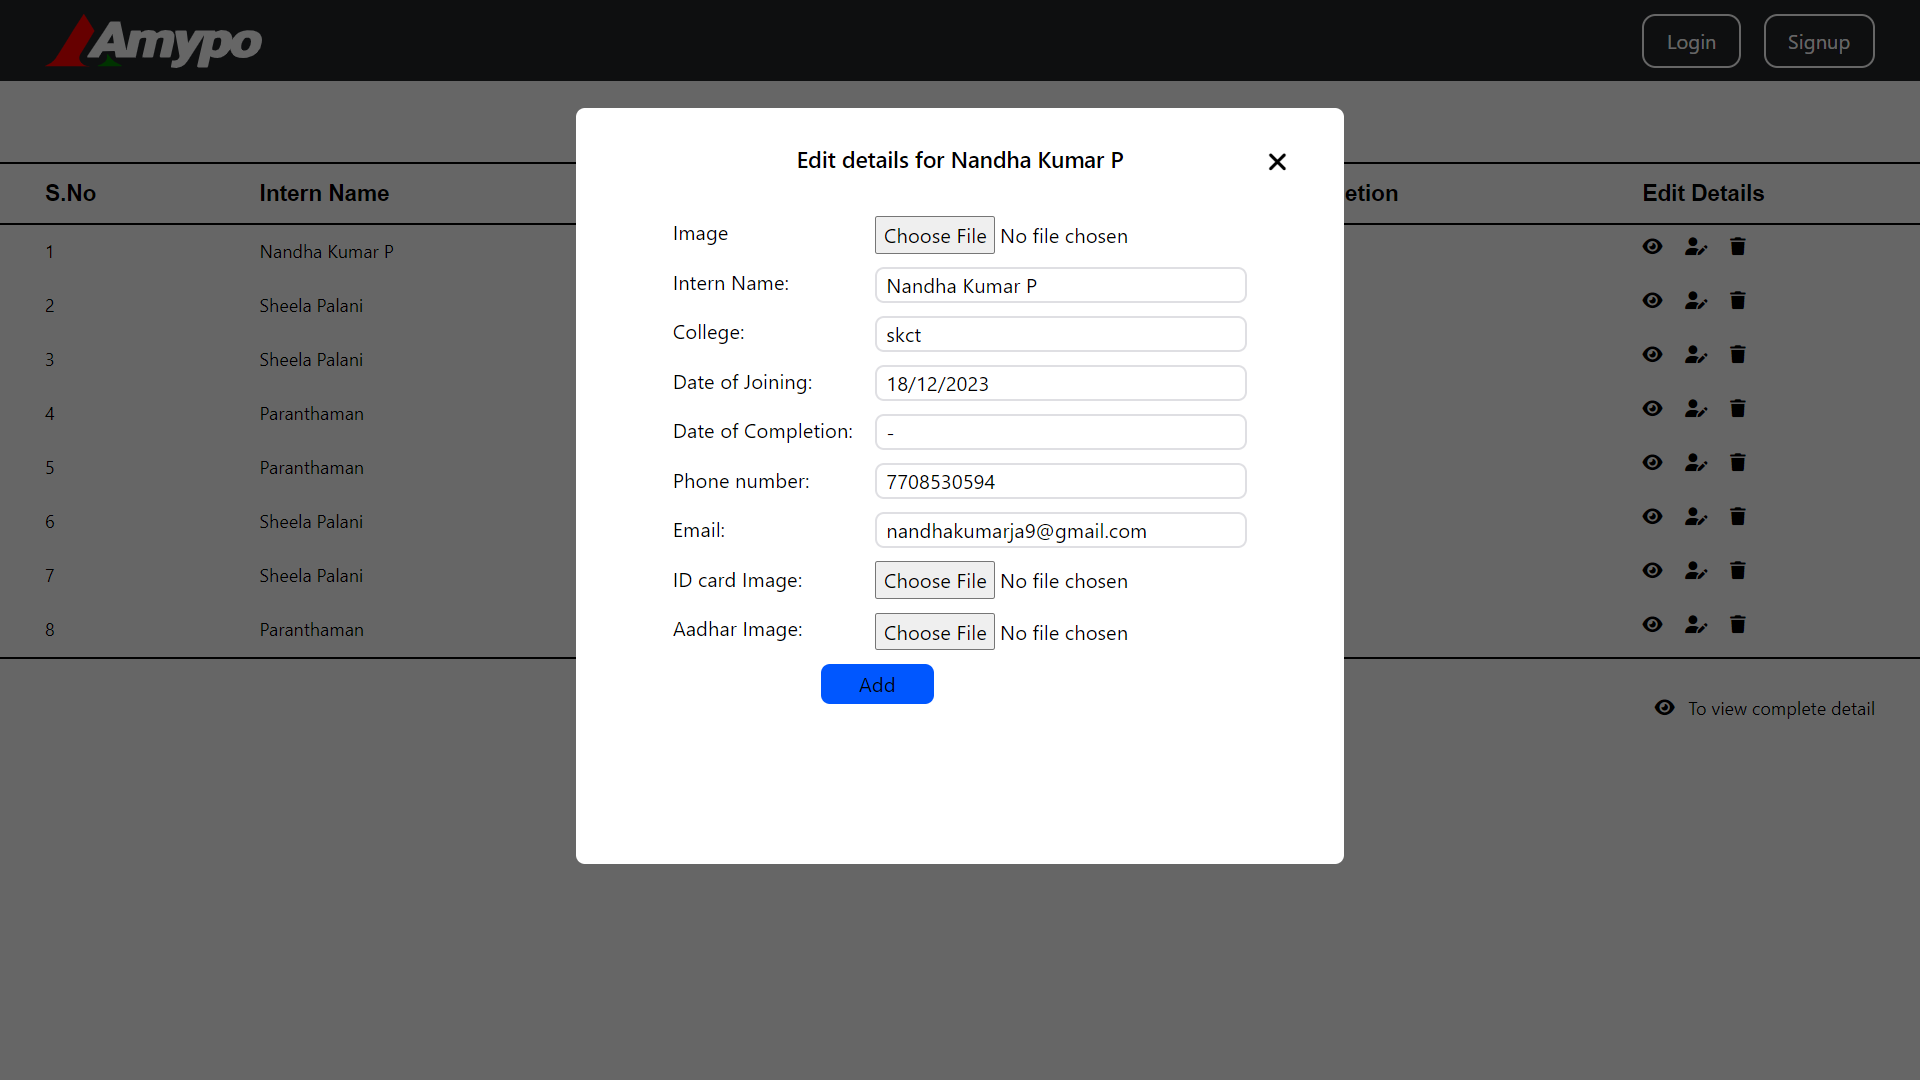 Amypo
Login
Signup
Edit details for Nandha Kumar P
S.No
Intern Name
etion
Edit Details
Image
Choose File No file chosen
1
Nandha Kumar P
Intern Name:
Nandha Kumar P
2
Sheela Palani
College:
skct
3
Sheela Palani
Date of Joining:
18/12/2023
4
Paranthaman
Date of Completion:
-
5
Paranthaman
Phone number:
7708530594
6
Sheela Palani
Email:
nandhakumarja9@gmail.com
7
Sheela Palani
ID card Image:
Choose File No file chosen
8
Paranthaman
Aadhar Image:
Choose File No file chosen
Add
To view complete detail